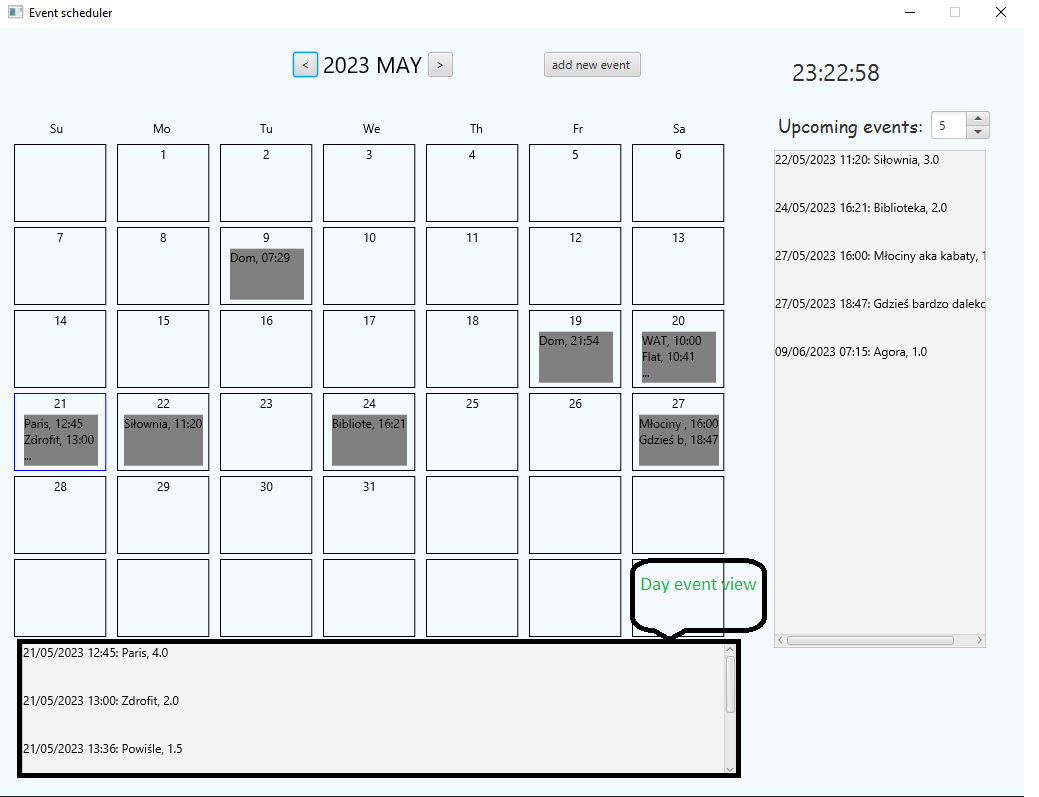 Event scheduler
< 2023 MAY >
add new event
23:22:58
Upcoming events: 5
Su Mo Tu We Th Fr Sa
1 2 3 4 5 6
7 8 9 10 11 12 13
Dom, 07:29
14 15 16 17 18 19 20
Dom, 21:54
WAT, 10:00
Flat, 10:41
...
21 22 23 24 25 26 27
Paris, 12:45
Zdrofit, 13:00
...
Siłownia, 11:20
Bibliote, 16:21
Młociny , 16:00
Gdzieś b, 18:47
28 29 30 31
22/05/2023 11:20: Siłownia, 3.0
24/05/2023 16:21: Biblioteka, 2.0
27/05/2023 16:00: Młociny aka kabaty, 1
27/05/2023 18:47: Gdzieś bardzo daleko
09/06/2023 07:15: Agora, 1.0
Day event view
21/05/2023 12:45: Paris, 4.0
21/05/2023 13:00: Zdrofit, 2.0
21/05/2023 13:36: Powiśle, 1.5